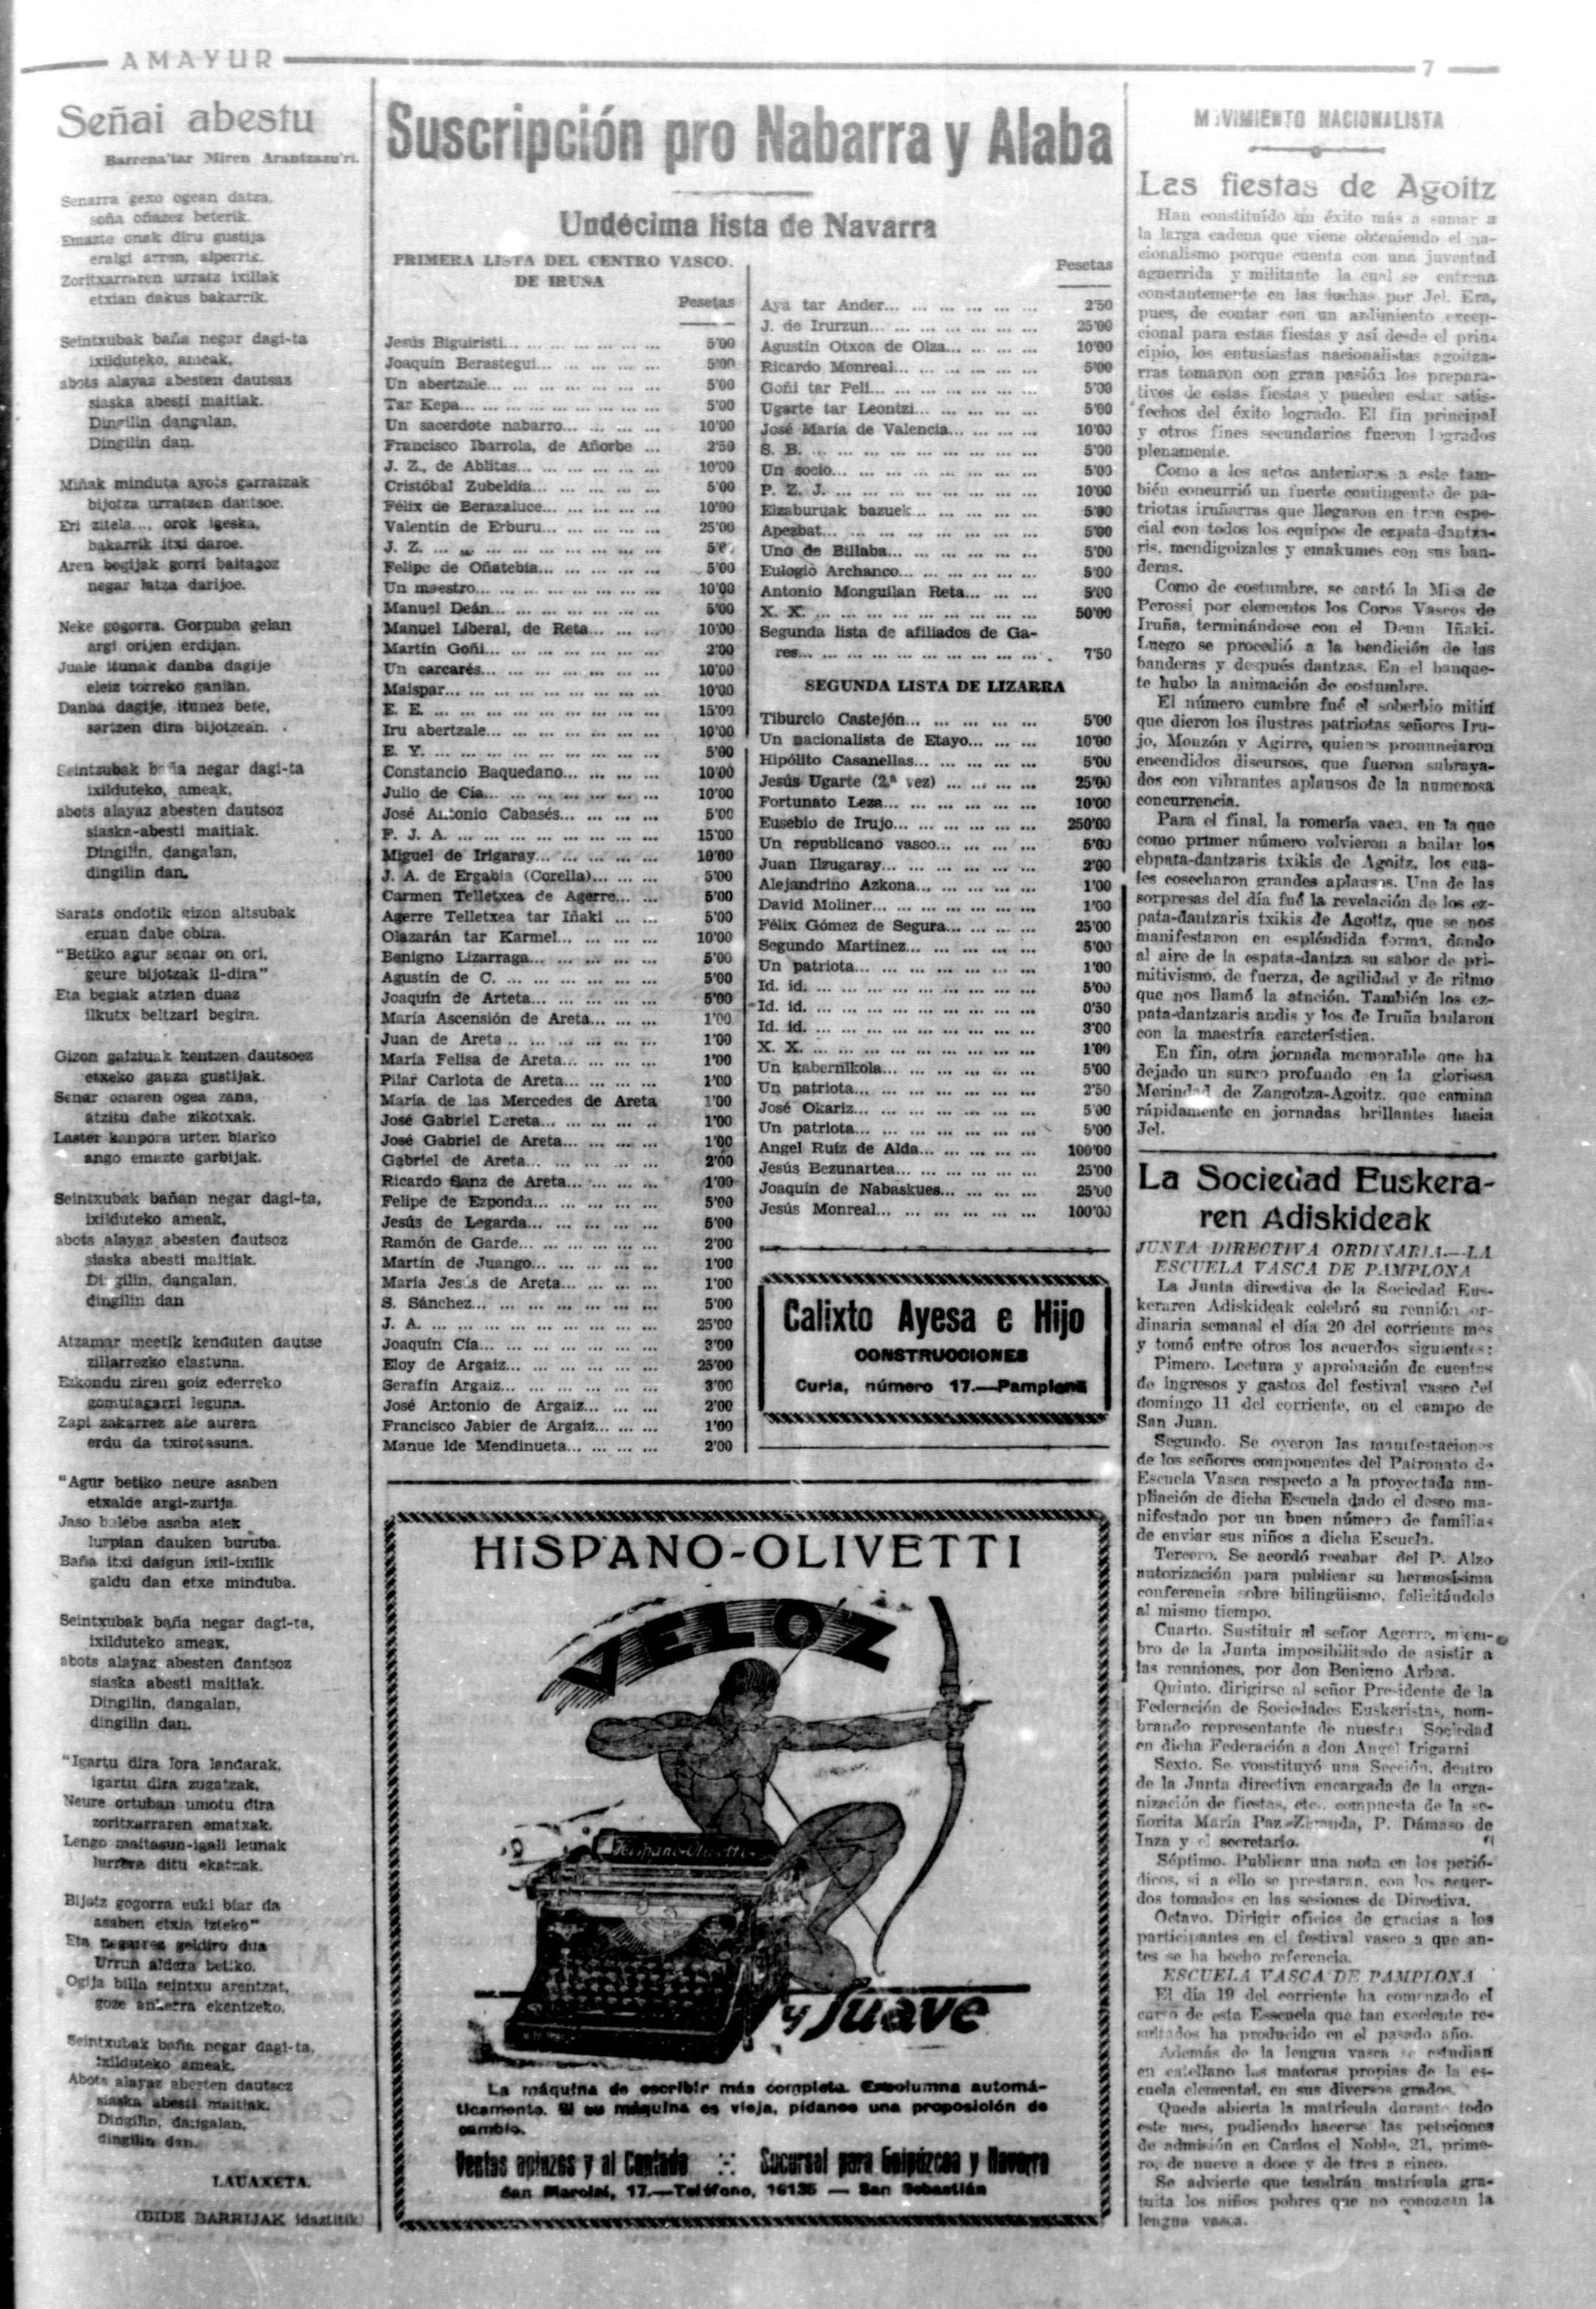 AMAYUR
7
Señai abestu
Barrena'tar Miren Arantzazu'ri.
Senarra gexo ogean datza,
soña oñazez beterik.
Emazte onak diru gustija
eralgi arren, alperrik.
Zoritxarraren urratz ixillak
etxian dakus bakarrik.
Seintxubak baña negar dagi-ta
ixilduteko, ameak,
abots alayaz abesten dautsaz
siaska abesti maitiak.
Dingilin dangalan,
Dingilin dan.
Miñak minduta ayots garratzak
bijotza urratzen dautsoe.
Eri zitela..., orok igeska,
bakarrik itxi daroe.
Aren begijak gorri baitagoz
negar latza darijoe.
Neke gogorra. Gorpuba gelan
argi orijen erdijan.
Juale itunak danba dagije
eleiz torreko ganian.
Danba dagije, itunez bete,
sartzen dira bijotzean.
Seintzubak baña negar dagi-ta
ixilduteko, ameak,
abots alayaz abesten dautsoz
siaska-abesti maitiak.
Dingilin, dangalan,
dingilin dan.
Sarats ondotik gizon altsubak
eruan dabe obira.
"Betiko agur senar on ori,
geure bijotzak il-dira"
Eta begiak atzian duaz
ilkutx beltzari begira.
Gizon gaiztuak kentzen dautsoez
etxeko gauza gustijak.
Senar onaren ogea zana,
atzitu dabe zikotxak.
Laster kanpora urten biarko
ango emazte garbijak.
Seintxubak bañan negar dagi-ta,
ixilduteko ameak,
abots alayaz abesten dautsoz
siaska abesti maitiak.
Di gilin, dangalan,
dingilin dan
Atzamar meetik kenduten dautse
zillarrezko elastuna.
Ezkondu ziren goiz ederreko
gomutagarri leguna.
Zapi zakarrez ate aurera
erdu da txirotasuna.
"Agur betiko neure asaben
etxalde argi-zurija.
Jaso balebe asaba alex
lurpian dauken buruba.
Baña itxi daigun ixil-ixilik
galdu dan etxe minduba.
Seintxubak baña negar dagi-ta,
ixilduteko ameak,
abots alayaz abesten dantsoz
siaska abesti maitiak.
Dingilin, dangalan,
dingilin dan.
"Igartu dira lora landarak,
igartu dira zugatzak,
Neure ortuban umotu dira
zoritxarraren ematxak.
Lengo maitasun-igali leunak
lurrera ditu ekatxak.
Bijotz gogorra euki biar da
asaben etxia izteko"
Eta negarrez geldiro dua
Urrun aldera betiko.
Ogija billa seintxu arentzat,
goze ankerra ekentzeko.
Seintxubak baña negar dagi-ta,
ixilduteko ameak,
Abots alayaz abesten dautsoz
siaska abesti maitiak.
Dingilin, dangalan,
dingilin dan.
LAUAXETA.
(BIDE BARRIJAK idaztitik)
Suscripción pro Nabarra y Alaba
Undécima lista de Navarra
PRIMERA LISTA DEL CENTRO VASCO.
DE IRUÑA
Pesetas
Jesús Biguiristi... 5'00
Joaquín Berastegui... 5'00
Un abertzale... 5'00
Tar Kepa... 5'00
Un sacerdote nabarro... 10'00
Francisco Ibarrola, de Añorbe ... 2'50
J. Z., de Ablitas... 10'00
Cristóbal Zubeldía... 5'00
Félix de Berazaluce... 10'00
Valentín de Erburu... 25'00
J. Z. ...
Felipe de Oñatebia... 5'00
Un maestro... 10'00
Manuel Deán... 5'00
Manuel Liberal, de Reta... 10'00
Martín Goñi... 2'00
Un carcarés... 10'00
Maispar... 10'00
E. E. ... 15'00
Iru abertzale... 10'00
E. Y. ... 5'00
Constancio Baquedano... 10'00
Julio de Cía... 10'00
José Antonio Cabasés... 5'00
F. J. A. ... 15'00
Miguel de Irigaray... 10'00
J. A. de Ergabia (Corella)... 5'00
Carmen Telletxea de Agerre... 5'00
Agerre Telletxea tar Iñaki ... 5'00
Olazarán tar Karmel... 10'00
Benigno Lizarraga... 5'00
Agustín de C. ... 5'00
Joaquín de Arteta... 5'00
María Ascensión de Areta... 1'00
Juan de Areta ... 1'00
María Felisa de Areta... 1'00
Pilar Carlota de Areta... 1'00
María de las Mercedes de Areta 1'00
José Gabriel Dereta... 1'00
José Gabriel de Areta... 1'00
Gabriel de Areta... 2'00
Ricardo Sanz de Areta... 1'00
Felipe de Ezponda... 5'00
Jesús de Legarda... 5'00
Ramón de Garde... 2'00
Martín de Juango... 1'00
María Jesús de Areta... 1'00
S. Sánchez... 5'00
J. A. ... 25'00
Joaquín Cía... 3'00
Eloy de Argaiz... 25'00
Serafín Argaiz... 3'00
José Antonio de Argaiz... 2'00
Francisco Jabier de Argaiz... 1'00
Manue lde Mendinueta... 2'00
Pesetas
Aya tar Ander... 2'50
J. de Irurzun... 25'00
Agustín Otxoa de Olza... 10'00
Ricardo Monreal... 5'00
Goñi tar Peli... 5'00
Ugarte tar Leontzi... 5'00
José María de Valencia... 10'00
S. B. ... 5'00
Un socio... 5'00
P. Z. J. ... 10'00
Elzaburuak bazuek... 5'00
Apezbat... 5'00
Uno de Billaba... 5'00
Eulogio Archanco... 5'00
Antonio Monguilan Reta... 5'00
X. X. ... 50'00
Segunda lista de afiliados de Ga-
res... 7'50
SEGUNDA LISTA DE LIZARRA
Tiburcio Castejón... 5'00
Un nacionalista de Etayo... 10'00
Hipólito Casanellas... 5'00
Jesús Ugarte (2.ª vez) ... 25'00
Fortunato Leza... 10'00
Eusebio de Irujo... 250'00
Un republicano vasco... 5'00
Juan Ilzugaray... 2'00
Alejandrino Azkona... 1'00
David Moliner... 1'00
Félix Gómez de Segura... 25'00
Segundo Martinez... 5'00
Un patriota... 1'00
Id. id. ... 5'00
Id. id. ... 0'50
Id. id. ... 3'00
X. X. ... 1'00
Un kabernikola... 5'00
Un patriota... 2'50
José Okariz... 5'00
Un patriota... 5'00
Angel Ruíz de Alda... 100'00
Jesús Bezunartea... 25'00
Joaquín de Nabaskues... 25'00
Jesús Monreal... 100'00
Calixto Ayesa e Hijo
CONSTRUCCIONES
Curia, número 17.—Pamplona
HISPANO-OLIVETTI
VELOZ
Hispano-Olivetti
y Suave
La máquina de escribir más completa. Encolumna automá-
ticamente. Si su máquina es vieja, pídanos una proposición de
cambio.
Ventas aplazos y al Contado Sucursal para Guipúzcoa y Navarra
San Marcial, 17.—Teléfono, 16135 — San Sebastián
MOVIMIENTO NACIONALISTA
Las fiestas de Agoitz
Han constituído un éxito más a sumar a
la larga cadena que viene obteniendo el na-
cionalismo porque cuenta con una juventud
aguerrida y militante la cual se entrena
constantemente en las luchas por Jel. Era,
pues, de contar con un ardimiento excep-
cional para estas fiestas y así desde el prin-
cipio, los entusiastas nacionalistas agoitza-
rras tomaron con gran pasión los prepara-
tivos de estas fiestas y pueden estar satis-
fechos del éxito logrado. El fin principal
y otros fines secundarios fueron logrados
plenamente.
Como a los actos anteriores a este tam-
bién concurrió un fuerte contingente de pa-
triotas iruñarras que llegaron en tren espe-
cial con todos los equipos de ezpata-dantza-
ris, mendigoizales y emakumes con sus ban-
deras.
Como de costumbre, se cantó la Misa de
Perossi por elementos los Coros Vascos de
Iruña, terminándose con el Deun Iñaki.
Luego se procedió a la bendición de las
banderas y después dantzas. En el banque-
te hubo la animación de costumbre.
El número cumbre fué el soberbio mitin
que dieron los ilustres patriotas señores Iru-
jo, Monzón y Agirre, quienes pronunciaron
encendidos discursos, que fueron subraya-
dos con vibrantes aplausos de la numerosa
concurrencia.
Para el final, la romería vaca, en la que
como primer número volvieron a bailar los
ebpata-dantzaris txikis de Agoitz, los cua-
les cosecharon grandes aplausos. Una de las
sorpresas del día fué la revelación de los ez-
pata-dantzaris txikis de Agoitz, que se nos
manifestaron en espléndida forma, dando
al aire de la espata-dantza su sabor de pri-
mitivismo, de fuerza, de agilidad y de ritmo
que nos llamó la atnción. También los ez-
pata-dantzaris andis y los de Iruña bailaron
con la maestría carcterística.
En fin, otra jornada memorable que ha
dejado un surco profundo en la gloriosa
Merindad de Zangotza-Agoitz, que camina
rápidamente en jornadas brillantes hacia
Jel.
La Sociedad Euskera-
ren Adiskideak
JUNTA DIRECTIVA ORDINARIA.—LA
ESCUELA VASCA DE PAMPLONA
La Junta directiva de la Sociedad Eus-
keraren Adiskideak celebró su reunión or-
dinaria semanal el día 20 del corriente mes
y tomó entre otros los acuerdos siguientes:
Pimero. Lectura y aprobación de cuentas
de ingresos y gastos del festival vasco del
domingo 11 del corriente, en el campo de
San Juan.
Segundo. Se oyeron las manifestaciones
de los señores componentes del Patronato de
Escuela Vasca respecto a la proyectada am-
pliación de dicha Escuela dado el deseo ma-
nifestado por un buen número de familias
de enviar sus niños a dicha Escuela.
Tercero. Se acordó recabar del P. Alzo
autorización para publicar su hermosísima
conferencia sobre bilingüismo, felicitándole
al mismo tiempo.
Cuarto. Sustituir al señor Agerre, miem-
bro de la Junta imposibilitado de asistir a
las reuniones, por don Benigno Arbea.
Quinto, dirigirse al señor Presidente de la
Federación de Sociedades Euskeristas, nom-
brando representante de nuestra Sociedad
en dicha Federación a don Angel Irigarai
Sexto. Se vonstituyó una Sección, dentro
de la Junta directiva encargada de la orga-
nización de fiestas, etc., compuesta de la se-
ñorita María Paz-Ziganda, P. Dámaso de
Inza y el secretario.
Séptimo. Publicar una nota en los perió-
dicos, si a ello se prestaran, con los acuer-
dos tomados en las sesiones de Directiva.
Octavo. Dirigir oficios de gracias a los
participantes en el festival vasco a que an-
tes se ha hecho referencia.
ESCUELA VASCA DE PAMPLONA
El día 19 del corriente ha comenzado el
curso de esta Esscuela que tan excelente re-
sultados ha producido en el pasado año.
Además de la lengua vasca se estudian
en catellano las matoras propias de la es-
cuela elemental, en sus diversos grados.
Queda abierta la matrícula durante todo
este mes, pudiendo hacerse las peticiones
de admisión en Carlos el Noble, 21, prime-
ro, de nueve a doce y de tres a cinco.
Se advierte que tendrán matrícula gra-
tuita los niños pobres que no conozcan la
lengua vasca.